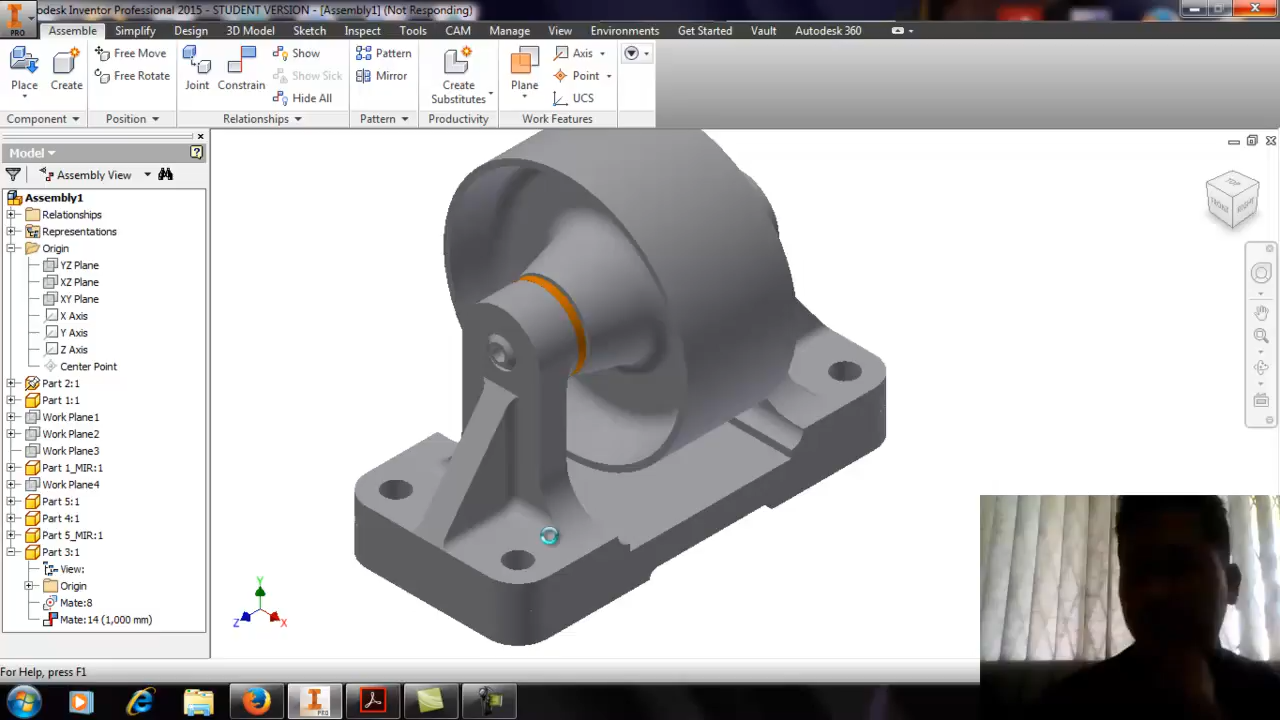 odesk Inventor Professional 2015 - STUDENT VERSION - [Assembly1] (Not Responding)
PRO
Assemble Simplify Design 3D Model Sketch Inspect Tools CAM Manage View Environments Get Started Vault Autodesk 360
Place Create Free Move Free Rotate Joint Constrain Show Show Sick Hide All Pattern Mirror Create Substitutes Plane Axis Point UCS
Component Position Relationships Pattern Productivity Work Features
Model
Assembly View
Assembly1
Relationships
Representations
Origin
YZ Plane
XZ Plane
XY Plane
X Axis
Y Axis
Z Axis
Center Point
Part 2:1
Part 1:1
Work Plane1
Work Plane2
Work Plane3
Part 1_MIR:1
Work Plane4
Part 5:1
Part 4:1
Part 5_MIR:1
Part 3:1
View:
Origin
Mate:8
Mate:14 (1,000 mm)
TOP
FRONT RIGHT
Y
Z X
For Help, press F1
PRO